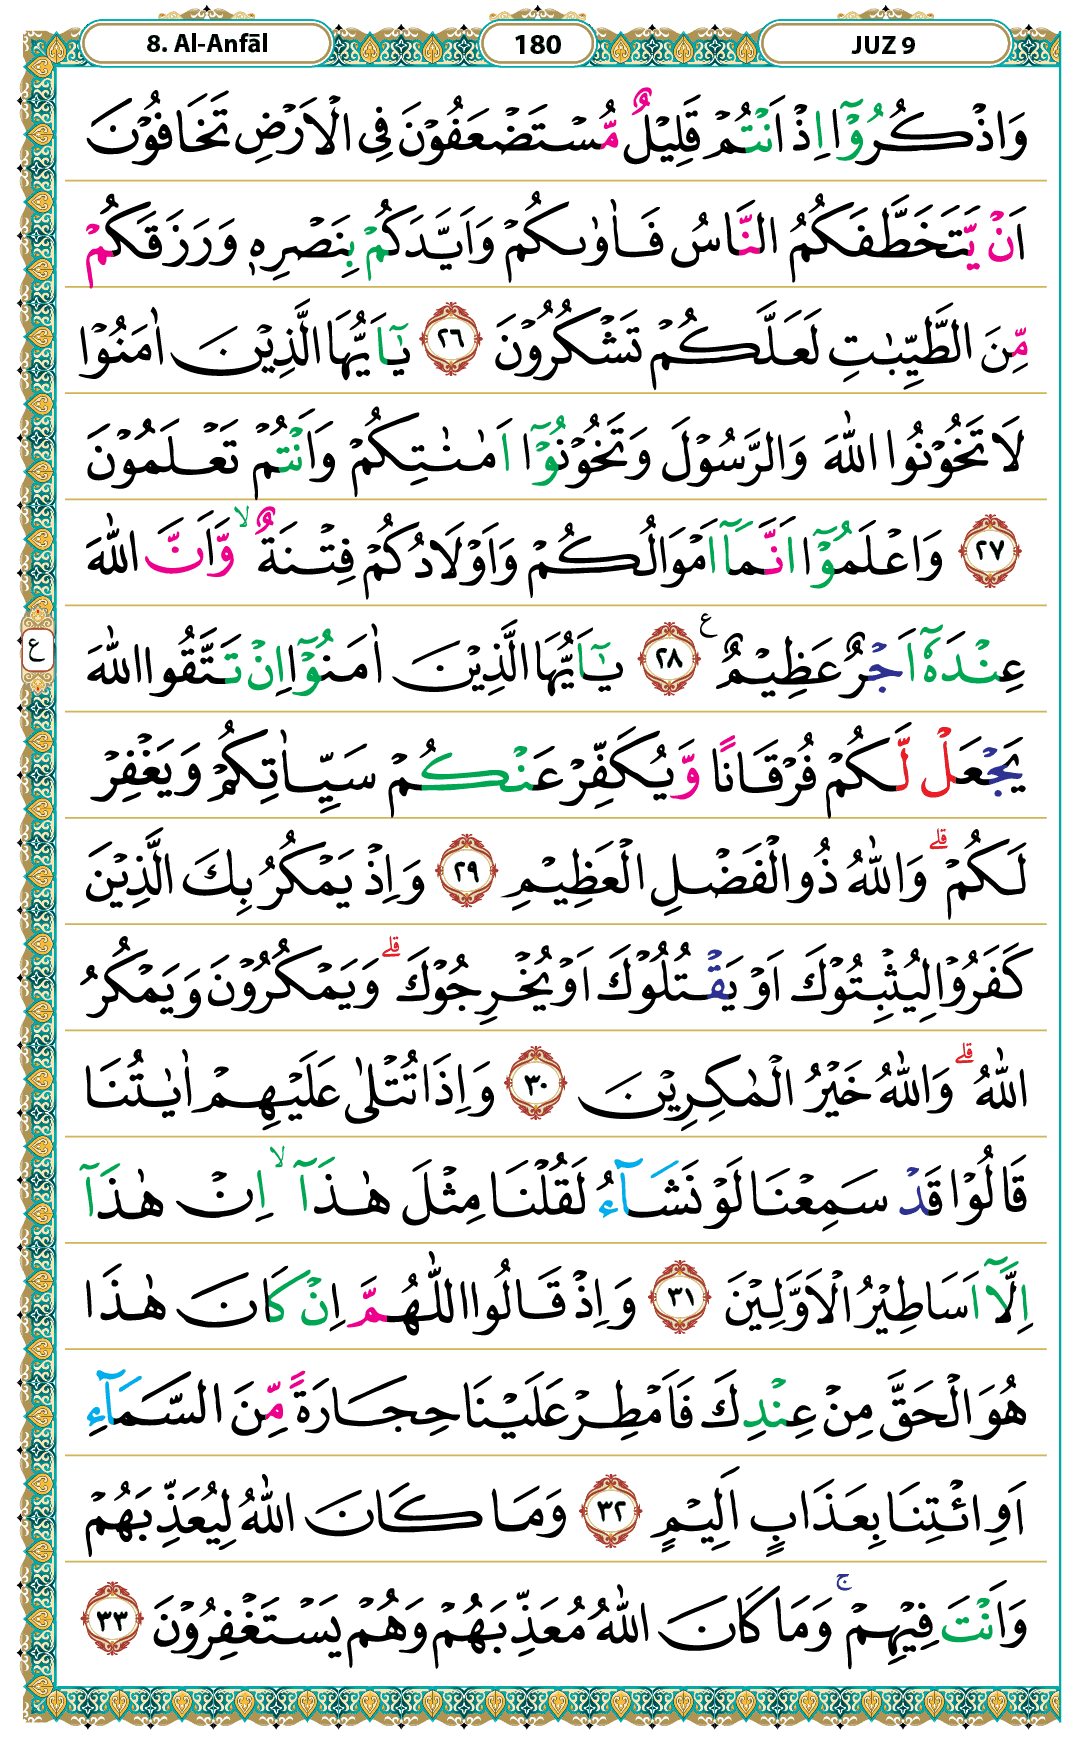 8. Al-Anfāl
180
JUZ 9
وَاذْكُرُوْٓا اِذْ اَنْتُمْ قَلِيْلٌ مُّسْتَضْعَفُوْنَ فِى الْاَرْضِ تَخَافُوْنَ
اَنْ يَّتَخَطَّفَكُمُ النَّاسُ فَاٰوٰىكُمْ وَاَيَّدَكُمْ بِنَصْرِهٖ وَرَزَقَكُمْ
مِّنَ الطَّيِّبٰتِ لَعَلَّكُمْ تَشْكُرُوْنَ ٢٦ يٰٓاَيُّهَا الَّذِيْنَ اٰمَنُوْا
لَا تَخُوْنُوا اللّٰهَ وَالرَّسُوْلَ وَتَخُوْنُوْٓا اَمٰنٰتِكُمْ وَاَنْتُمْ تَعْلَمُوْنَ
٢٧ وَاعْلَمُوْٓا اَنَّمَآ اَمْوَالُكُمْ وَاَوْلَادُكُمْ فِتْنَةٌ ۙ وَّاَنَّ اللّٰهَ
عِنْدَهٗٓ اَجْرٌ عَظِيْمٌ ع ٢٨ يٰٓاَيُّهَا الَّذِيْنَ اٰمَنُوْٓا اِنْ تَتَّقُوا اللّٰهَ
ع
يَجْعَلْ لَّكُمْ فُرْقَانًا وَّيُكَفِّرْ عَنْكُمْ سَيِّاٰتِكُمْ وَيَغْفِرْ
لَكُمْ ۗ وَاللّٰهُ ذُو الْفَضْلِ الْعَظِيْمِ ٢٩ وَاِذْ يَمْكُرُ بِكَ الَّذِيْنَ
كَفَرُوْا لِيُثْبِتُوْكَ اَوْ يَقْتُلُوْكَ اَوْ يُخْرِجُوْكَ ۗ وَيَمْكُرُوْنَ وَيَمْكُرُ
اللّٰهُ ۗ وَاللّٰهُ خَيْرُ الْمٰكِرِيْنَ ٣٠ وَاِذَا تُتْلٰى عَلَيْهِمْ اٰيٰتُنَا
قَالُوْا قَدْ سَمِعْنَا لَوْ نَشَاۤءُ لَقُلْنَا مِثْلَ هٰذَآ ۙ اِنْ هٰذَآ
اِلَّآ اَسَاطِيْرُ الْاَوَّلِيْنَ ٣١ وَاِذْ قَالُوا اللّٰهُمَّ اِنْ كَانَ هٰذَا
هُوَ الْحَقَّ مِنْ عِنْدِكَ فَاَمْطِرْ عَلَيْنَا حِجَارَةً مِّنَ السَّمَاۤءِ
اَوِ ائْتِنَا بِعَذَابٍ اَلِيْمٍ ٣٢ وَمَا كَانَ اللّٰهُ لِيُعَذِّبَهُمْ
وَاَنْتَ فِيْهِمْ ۚ وَمَا كَانَ اللّٰهُ مُعَذِّبَهُمْ وَهُمْ يَسْتَغْفِرُوْنَ ٣٣